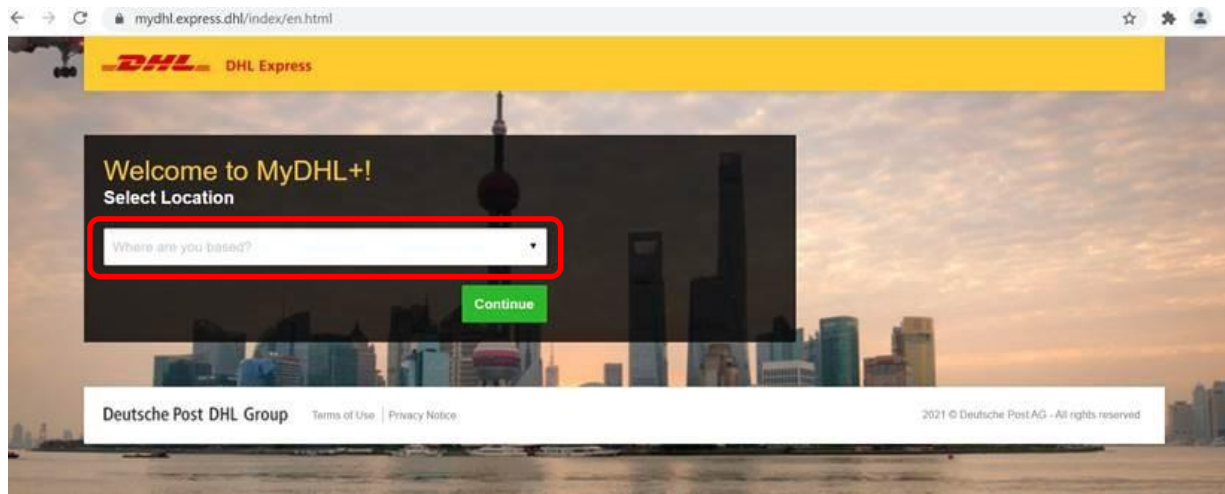 mydhl.express.dhl/index/en.html
DHL DHL Express
Welcome to MyDHL+!
Select Location
Where are you based?
Continue
Deutsche Post DHL Group Terms of Use | Privacy Notice 2021 © Deutsche Post AG - All rights reserved